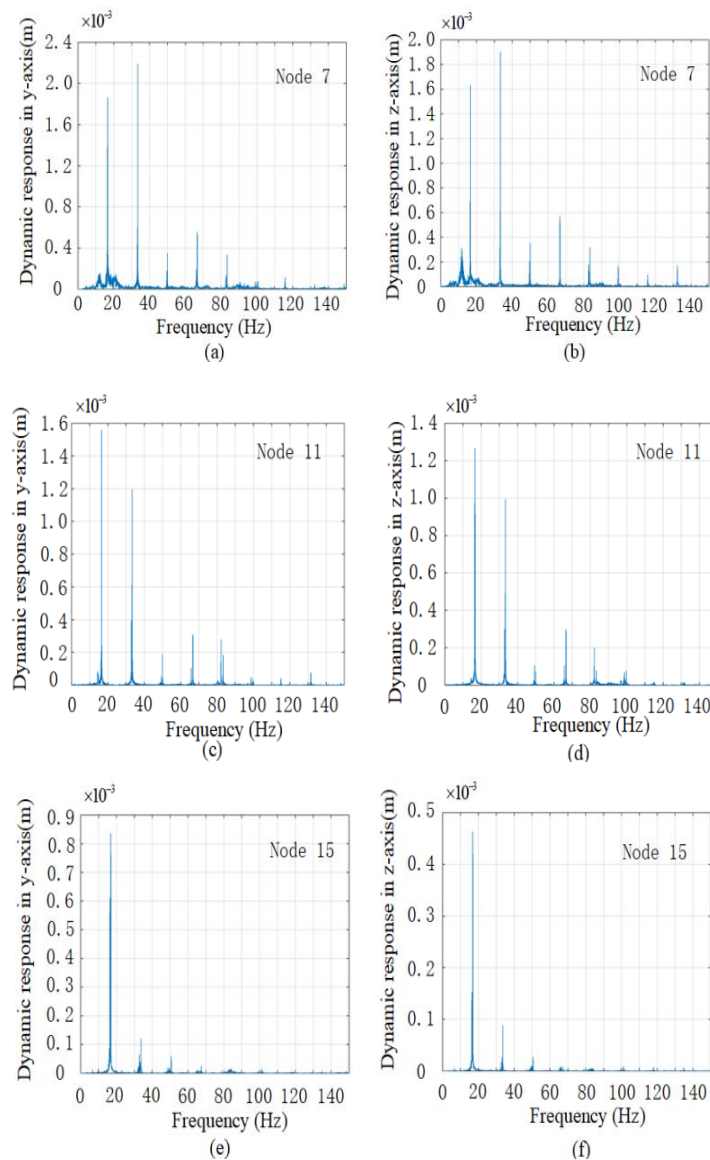 ×10⁻³
2.4
2.0
1.6
1.2
0.8
0.4
0
Dynamic response in y-axis(m)
Node 7
0 20 40 60 80 100 120 140
Frequency (Hz)
(a)
×10⁻³
2.0
1.8
1.6
1.4
1.2
1.0
0.8
0.6
0.4
0.2
0
Dynamic response in z-axis(m)
Node 7
0 20 40 60 80 100 120 140
Frequency (Hz)
(b)
×10⁻³
1.6
1.4
1.2
1.0
0.8
0.6
0.4
0.2
0
Dynamic response in y-axis(m)
Node 11
0 20 40 60 80 100 120 140
Frequency (Hz)
(c)
×10⁻³
1.4
1.2
1.0
0.8
0.6
0.4
0.2
0
Dynamic response in z-axis(m)
Node 11
0 20 40 60 80 100 120 140
Frequency (Hz)
(d)
×10⁻³
0.9
0.8
0.7
0.6
0.5
0.4
0.3
0.2
0.1
0
Dynamic response in y-axis(m)
Node 15
0 20 40 60 80 100 120 140
Frequency (Hz)
(e)
×10⁻³
0.5
0.4
0.3
0.2
0.1
0
Dynamic response in z-axis(m)
Node 15
0 20 40 60 80 100 120 140
Frequency (Hz)
(f)